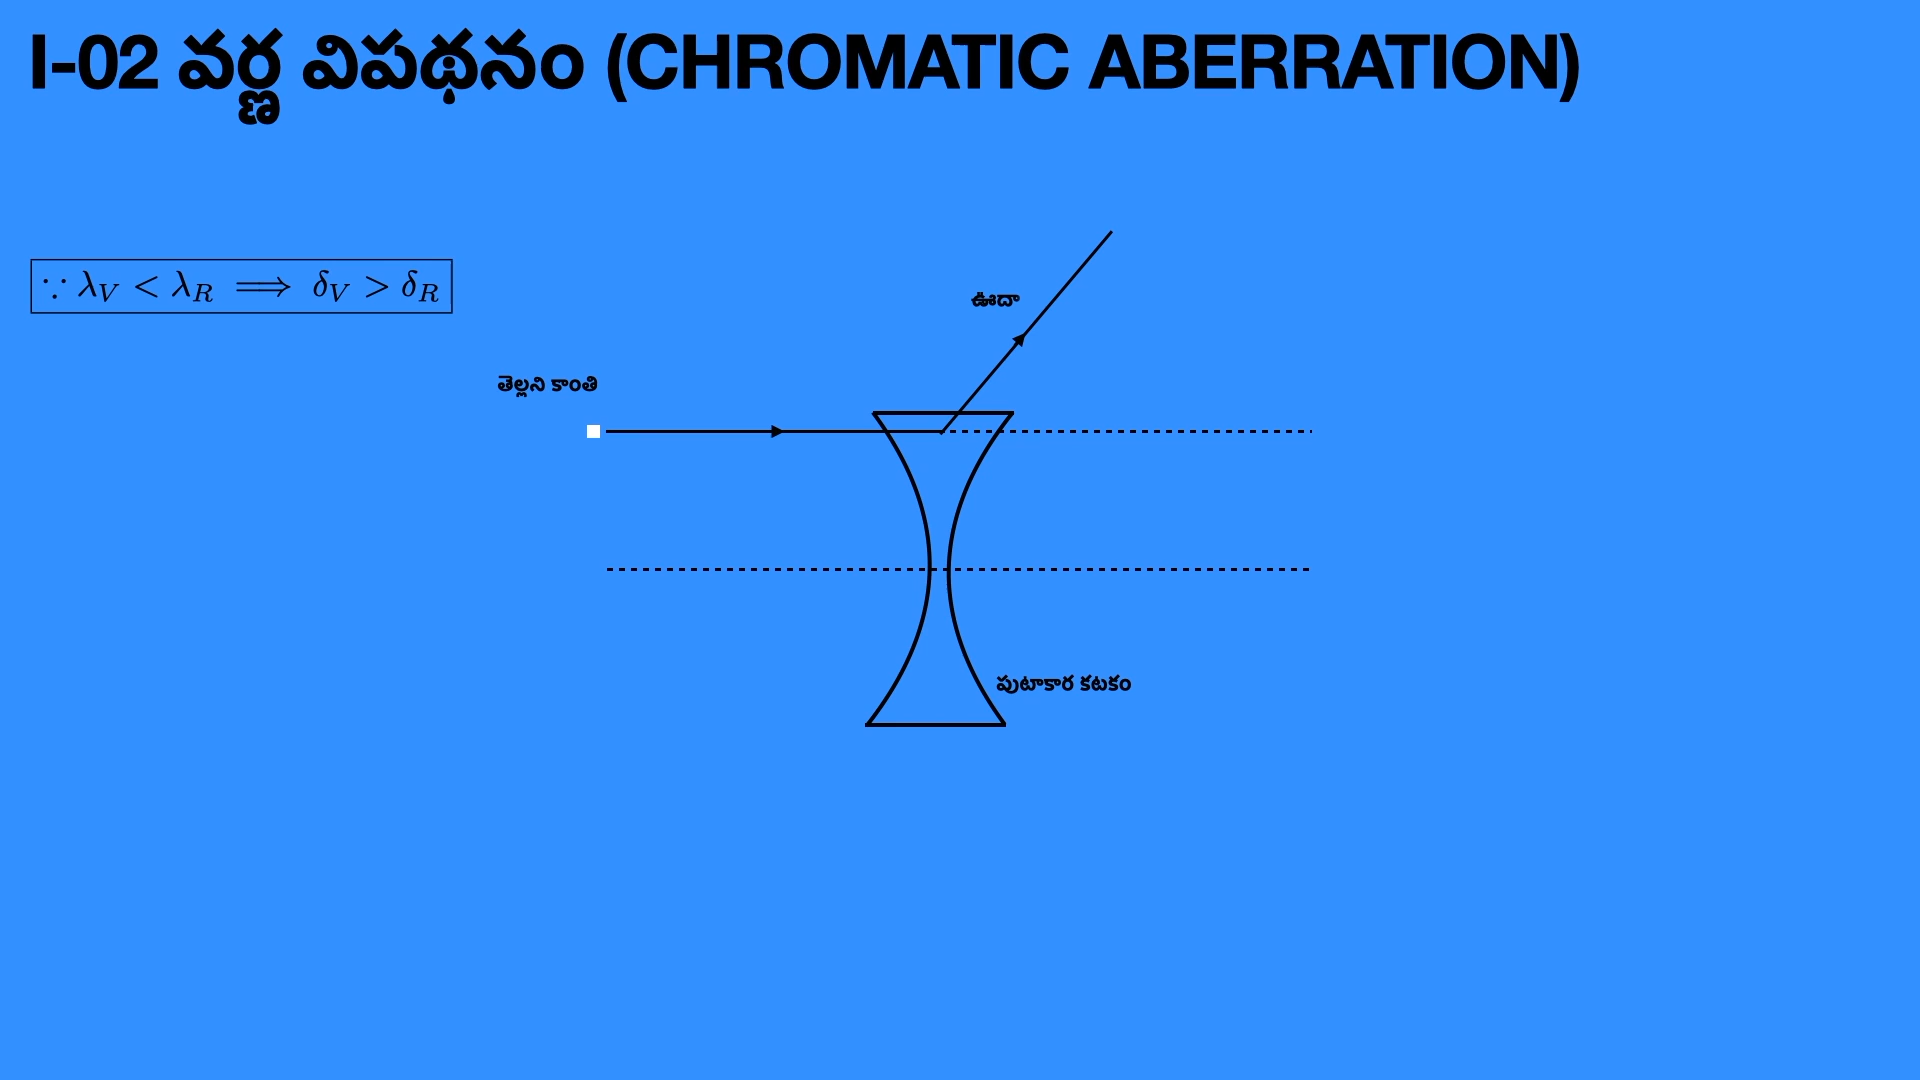 I-02 వర్ణ విపథనం (CHROMATIC ABERRATION)
∵ λ_V < λ_R ⟹ δ_V > δ_R
ఊదా
తెల్లని కాంతి
పుటాకార కటకం